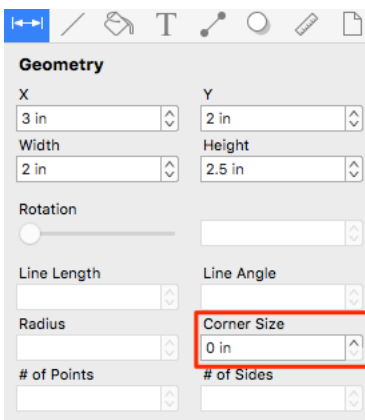 T
Geometry
X Y
3 in 2 in
Width Height
2 in 2.5 in
Rotation
Line Length Line Angle
Radius Corner Size
0 in
# of Points # of Sides